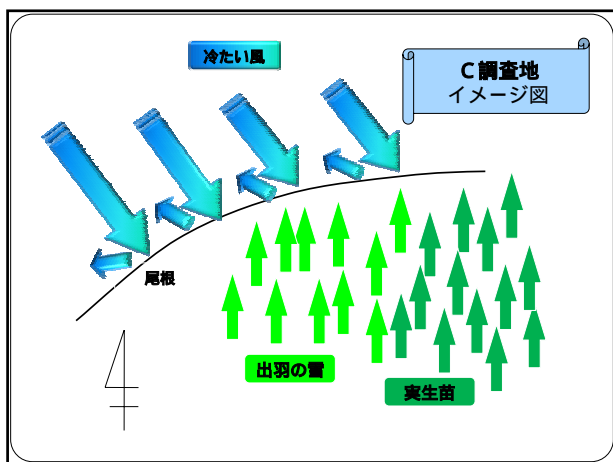 冷たい風
C調査地
イメージ図
尾根
出羽の雪
実生苗